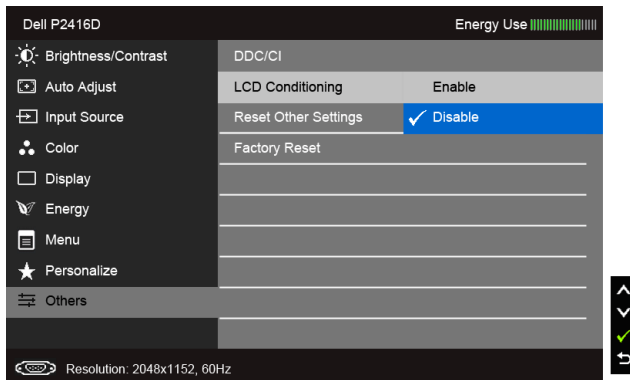 Dell P2416D Energy Use
Brightness/Contrast DDC/CI
Auto Adjust LCD Conditioning Enable
Input Source Reset Other Settings Disable
Color Factory Reset
Display
Energy
Menu
Personalize
Others
Resolution: 2048x1152, 60Hz